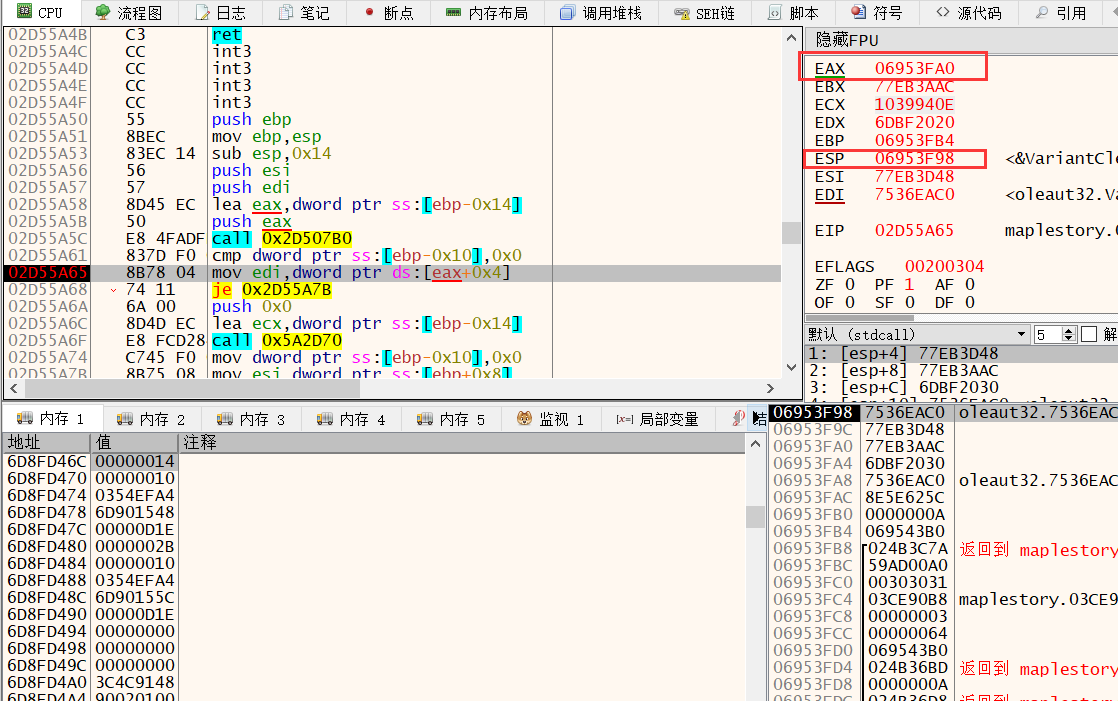 CPU 流程图 日志 笔记 断点 内存布局 调用堆栈 SEH链 脚本 符号 源代码 引用
02D55A4B C3 ret
02D55A4C CC int3
02D55A4D CC int3
02D55A4E CC int3
02D55A4F CC int3
02D55A50 55 push ebp
02D55A51 8BEC mov ebp,esp
02D55A53 83EC 14 sub esp,0x14
02D55A56 56 push esi
02D55A57 57 push edi
02D55A58 8D45 EC lea eax,dword ptr ss:[ebp-0x14]
02D55A5B 50 push eax
02D55A5C E8 4FADF call 0x2D507B0
02D55A61 837D F0 cmp dword ptr ss:[ebp-0x10],0x0
02D55A65 8B78 04 mov edi,dword ptr ds:[eax+0x4]
02D55A68 74 11 je 0x2D55A7B
02D55A6A 6A 00 push 0x0
02D55A6C 8D4D EC lea ecx,dword ptr ss:[ebp-0x14]
02D55A6F E8 FCD28 call 0x5A2D70
02D55A74 C745 F0 mov dword ptr ss:[ebp-0x10],0x0
02D55A7B 8B75 08 mov esi,dword ptr ss:[ebp+0x8]
隐藏FPU
EAX 06953FA0
EBX 77EB3AAC
ECX 1039940E
EDX 6DBF2020
EBP 06953FB4
ESP 06953F98 <&VariantCle
ESI 77EB3D48
EDI 7536EAC0 <oleaut32.Va
EIP 02D55A65 maplestory.
EFLAGS 00200304
ZF 0 PF 1 AF 0
OF 0 SF 0 DF 0
默认 (stdcall) 5 解
1: [esp+4] 77EB3D48
2: [esp+8] 77EB3AAC
3: [esp+C] 6DBF2030
内存 1 内存 2 内存 3 内存 4 内存 5 监视 1 局部变量
地址 值 注释
6D8FD46C 00000014
6D8FD470 00000010
6D8FD474 0354EFA4
6D8FD478 6D901548
6D8FD47C 00000D1E
6D8FD480 0000002B
6D8FD484 00000010
6D8FD488 0354EFA4
6D8FD48C 6D90155C
6D8FD490 00000D1E
6D8FD494 00000000
6D8FD498 00000000
6D8FD49C 00000000
6D8FD4A0 3C4C9148
6D8FD4A4 90020100
06953F98 7536EAC0 oleaut32.7536EAC
06953F9C 77EB3D48
06953FA0 77EB3AAC
06953FA4 6DBF2030
06953FA8 7536EAC0 oleaut32.7536EAC
06953FAC 8E5E625C
06953FB0 0000000A
06953FB4 069543B0
06953FB8 024B3C7A 返回到 maplestory
06953FBC 59AD00A0
06953FC0 00303031
06953FC4 03CE90B8 maplestory.03CE9
06953FC8 00000003
06953FCC 00000064
06953FD0 069543B0
06953FD4 024B36BD 返回到 maplestory
06953FD8 0000000A